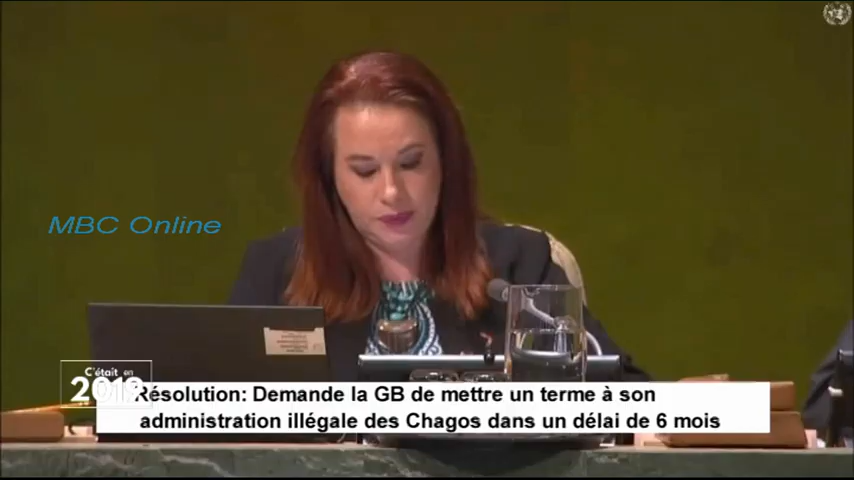 MBC Online
C'était en
2019
Résolution: Demande la GB de mettre un terme à son
administration illégale des Chagos dans un délai de 6 mois